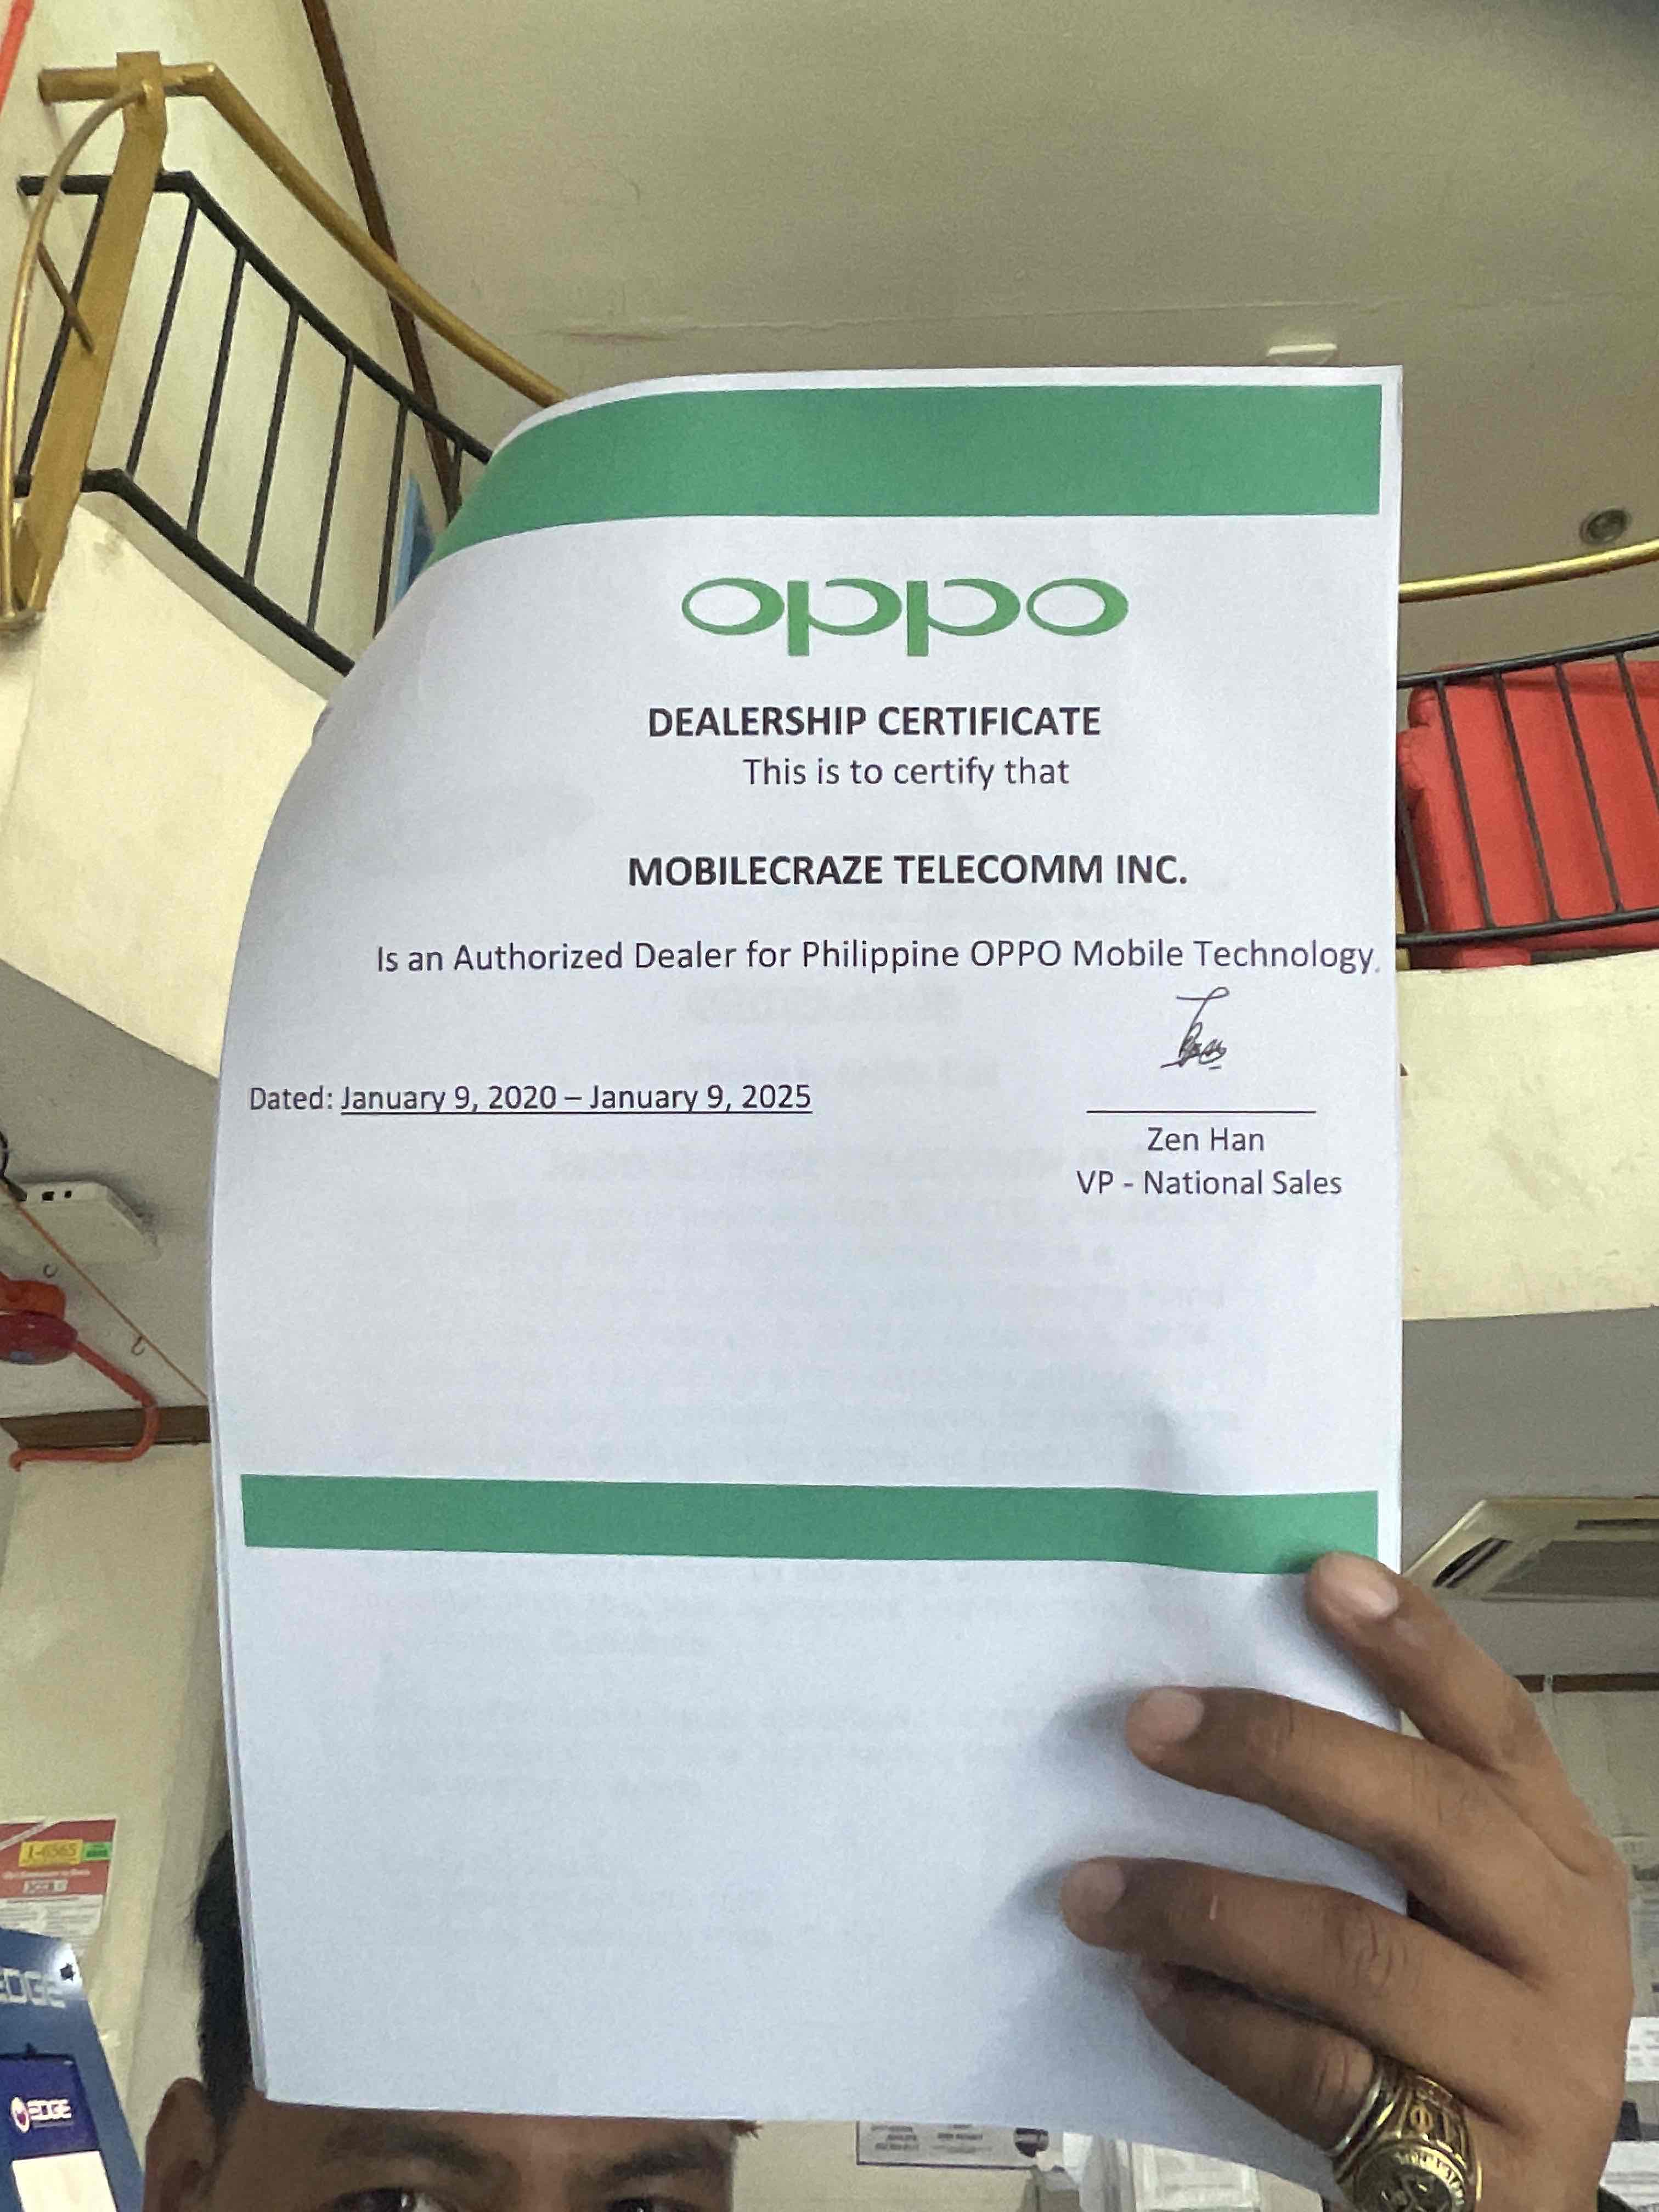 oppo
DEALERSHIP CERTIFICATE
This is to certify that
MOBILECRAZE TELECOMM INC.
Is an Authorized Dealer for Philippine OPPO Mobile Technology.
Dated: January 9, 2020 – January 9, 2025
Zen Han
VP - National Sales
EDGE